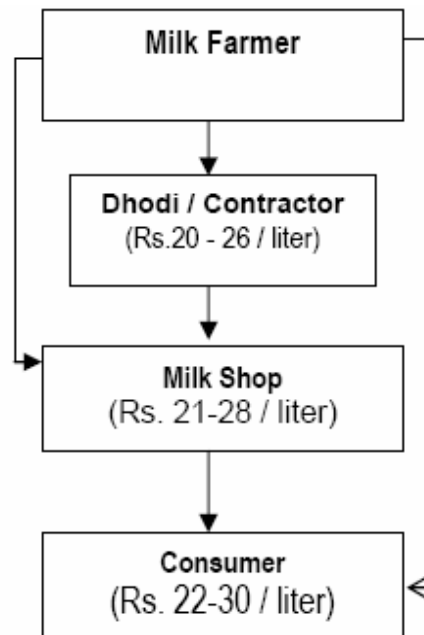 Milk Farmer
Dhodi / Contractor
(Rs.20 - 26 / liter)
Milk Shop
(Rs. 21-28 / liter)
Consumer
(Rs. 22-30 / liter)